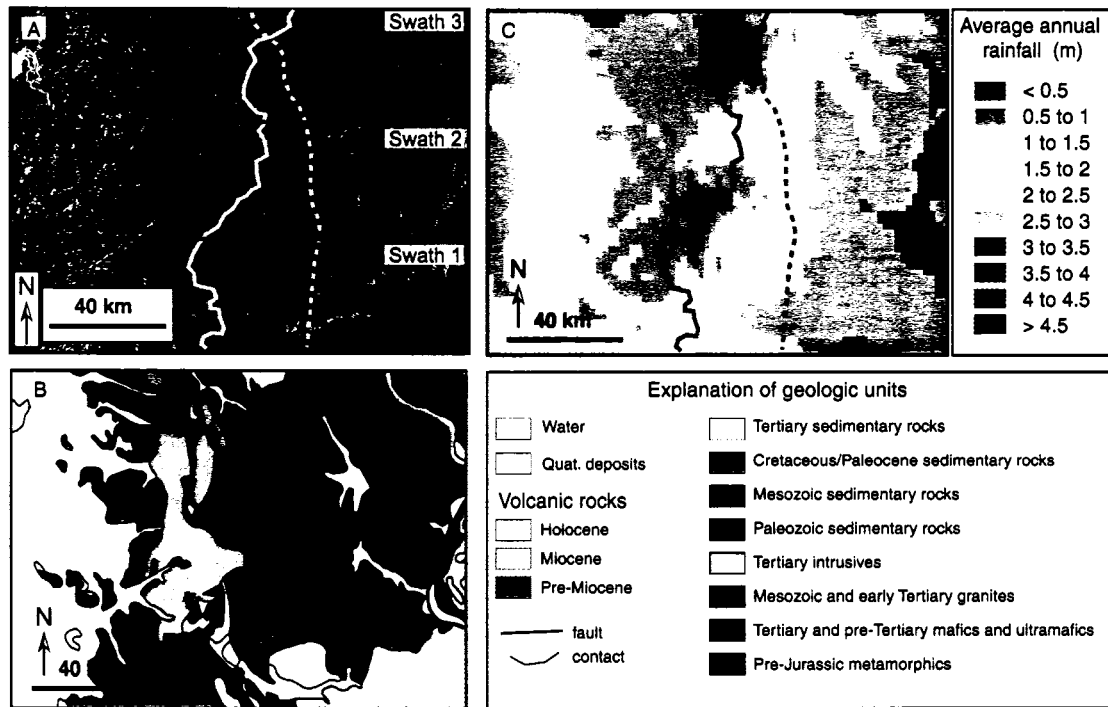 A
Swath 3
Swath 2
Swath 1
N
40 km
C
N
40 km
Average annual
rainfall (m)
< 0.5
0.5 to 1
1 to 1.5
1.5 to 2
2 to 2.5
2.5 to 3
3 to 3.5
3.5 to 4
4 to 4.5
> 4.5
B
N
40
Explanation of geologic units
Water
Quat. deposits
Volcanic rocks
Holocene
Miocene
Pre-Miocene
fault
contact
Tertiary sedimentary rocks
Cretaceous/Paleocene sedimentary rocks
Mesozoic sedimentary rocks
Paleozoic sedimentary rocks
Tertiary intrusives
Mesozoic and early Tertiary granites
Tertiary and pre-Tertiary mafics and ultramafics
Pre-Jurassic metamorphics